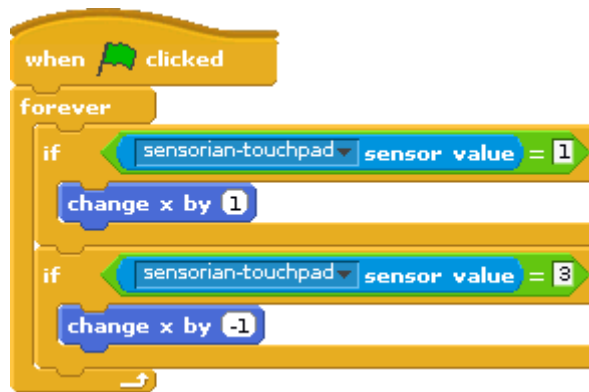 when clicked
forever
if sensorian-touchpad sensor value = 1
change x by 1
if sensorian-touchpad sensor value = 3
change x by -1